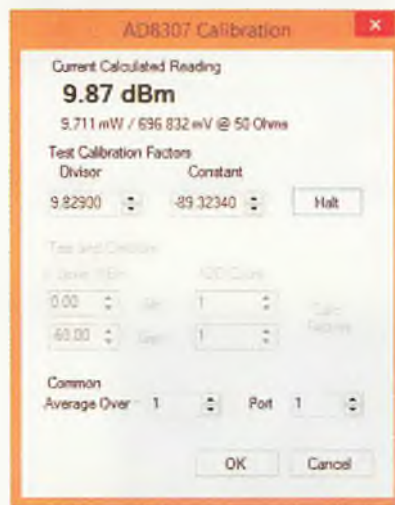 AD8307 Calibration
Current Calculated Reading
9.87 dBm
9.711 mW / 696.832 mV @ 50 Ohms
Test Calibration Factors
Divisor Constant
9.82900 -89.32340 Halt
0.00 1
-60.00 1
Common
Average Over 1 Port 1
OK Cancel